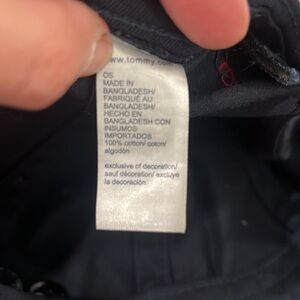 www.tommy.com
OS
MADE IN
BANGLADESH/
FABRIQUÉ AU
BANGLADESH/
HECHO EN
BANGLADESH CON
INSUMOS
IMPORTADOS
100% cotton/ coton/
algodón
exclusive of decoration/
sauf décoration/ excluye
la decoración